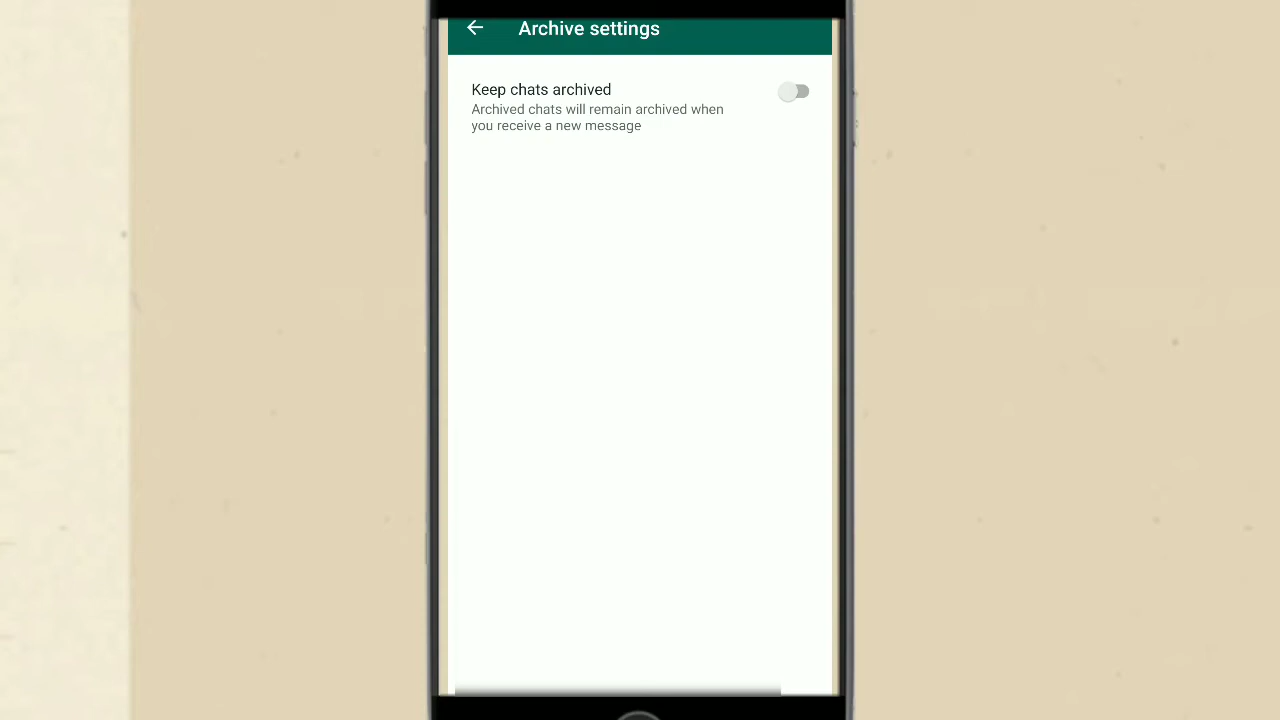 Archive settings
Keep chats archived
Archived chats will remain archived when
you receive a new message